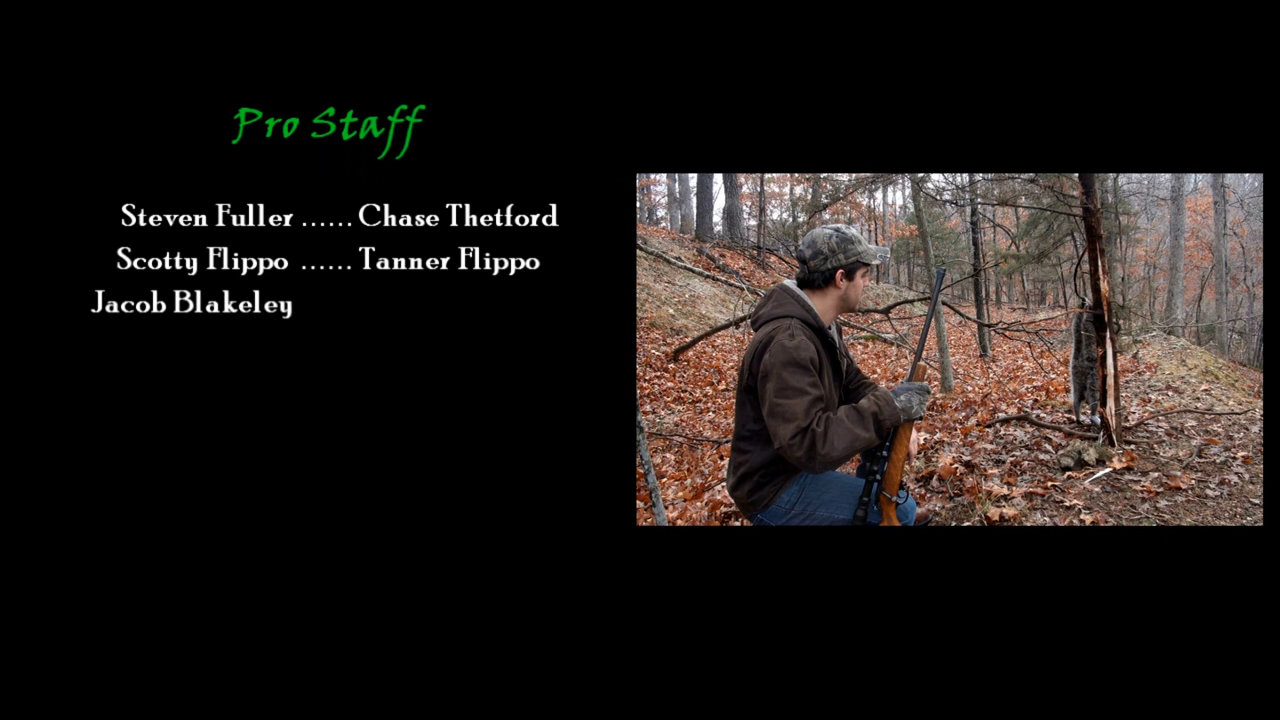 Pro Staff
Steven Fuller ...... Chase Thetford
Scotty Flippo ...... Tanner Flippo
Jacob Blakeley